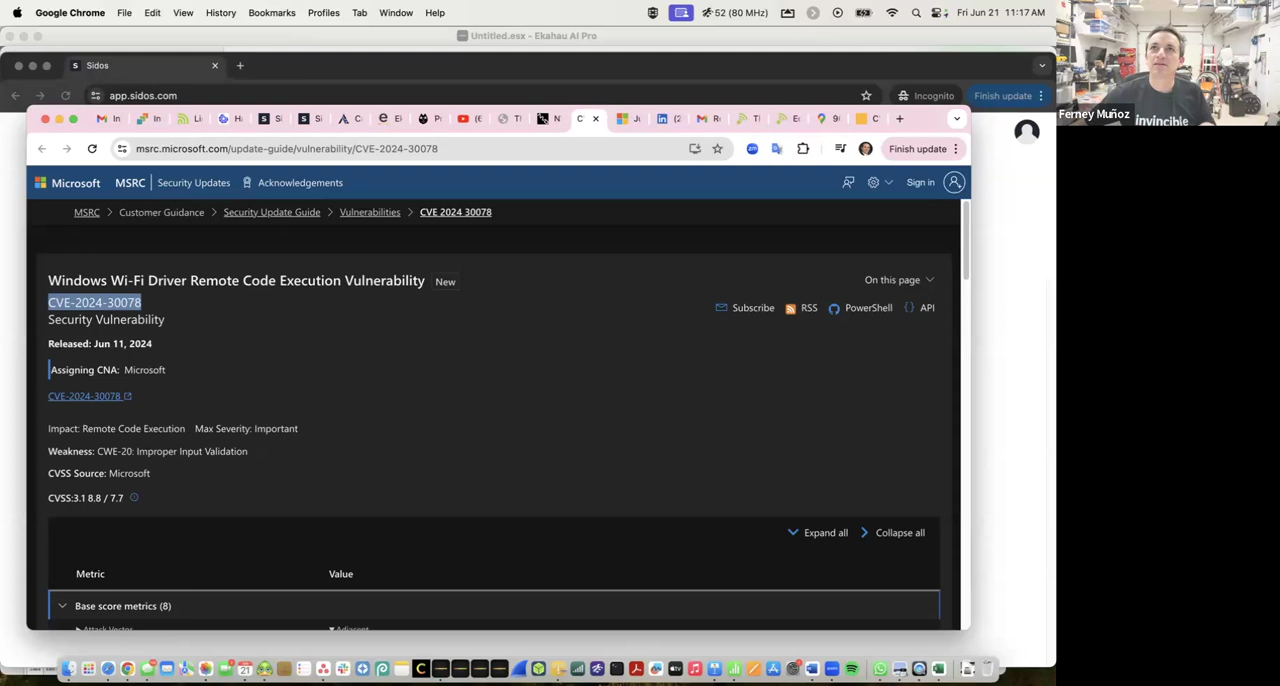 Google Chrome File Edit View History Bookmarks Profiles Tab Window Help 52 (80 MHz) Fri Jun 21 11:17 AM
Untitled.esx - Ekahau AI Pro
S Sidos
app.sidos.com Incognito Finish update
msrc.microsoft.com/update-guide/vulnerability/CVE-2024-30078 Finish update
Microsoft MSRC Security Updates Acknowledgements Sign in
MSRC > Customer Guidance > Security Update Guide > Vulnerabilities > CVE 2024 30078
Windows Wi-Fi Driver Remote Code Execution Vulnerability New On this page
CVE-2024-30078
Subscribe RSS PowerShell API
Security Vulnerability
Released: Jun 11, 2024
Assigning CNA: Microsoft
CVE-2024-30078
Impact: Remote Code Execution Max Severity: Important
Weakness: CWE-20: Improper Input Validation
CVSS Source: Microsoft
CVSS:3.1 8.8 / 7.7
Expand all Collapse all
Metric Value
Base score metrics (8)
Attack Vector Adjacent
Ferney Muñoz
invincible